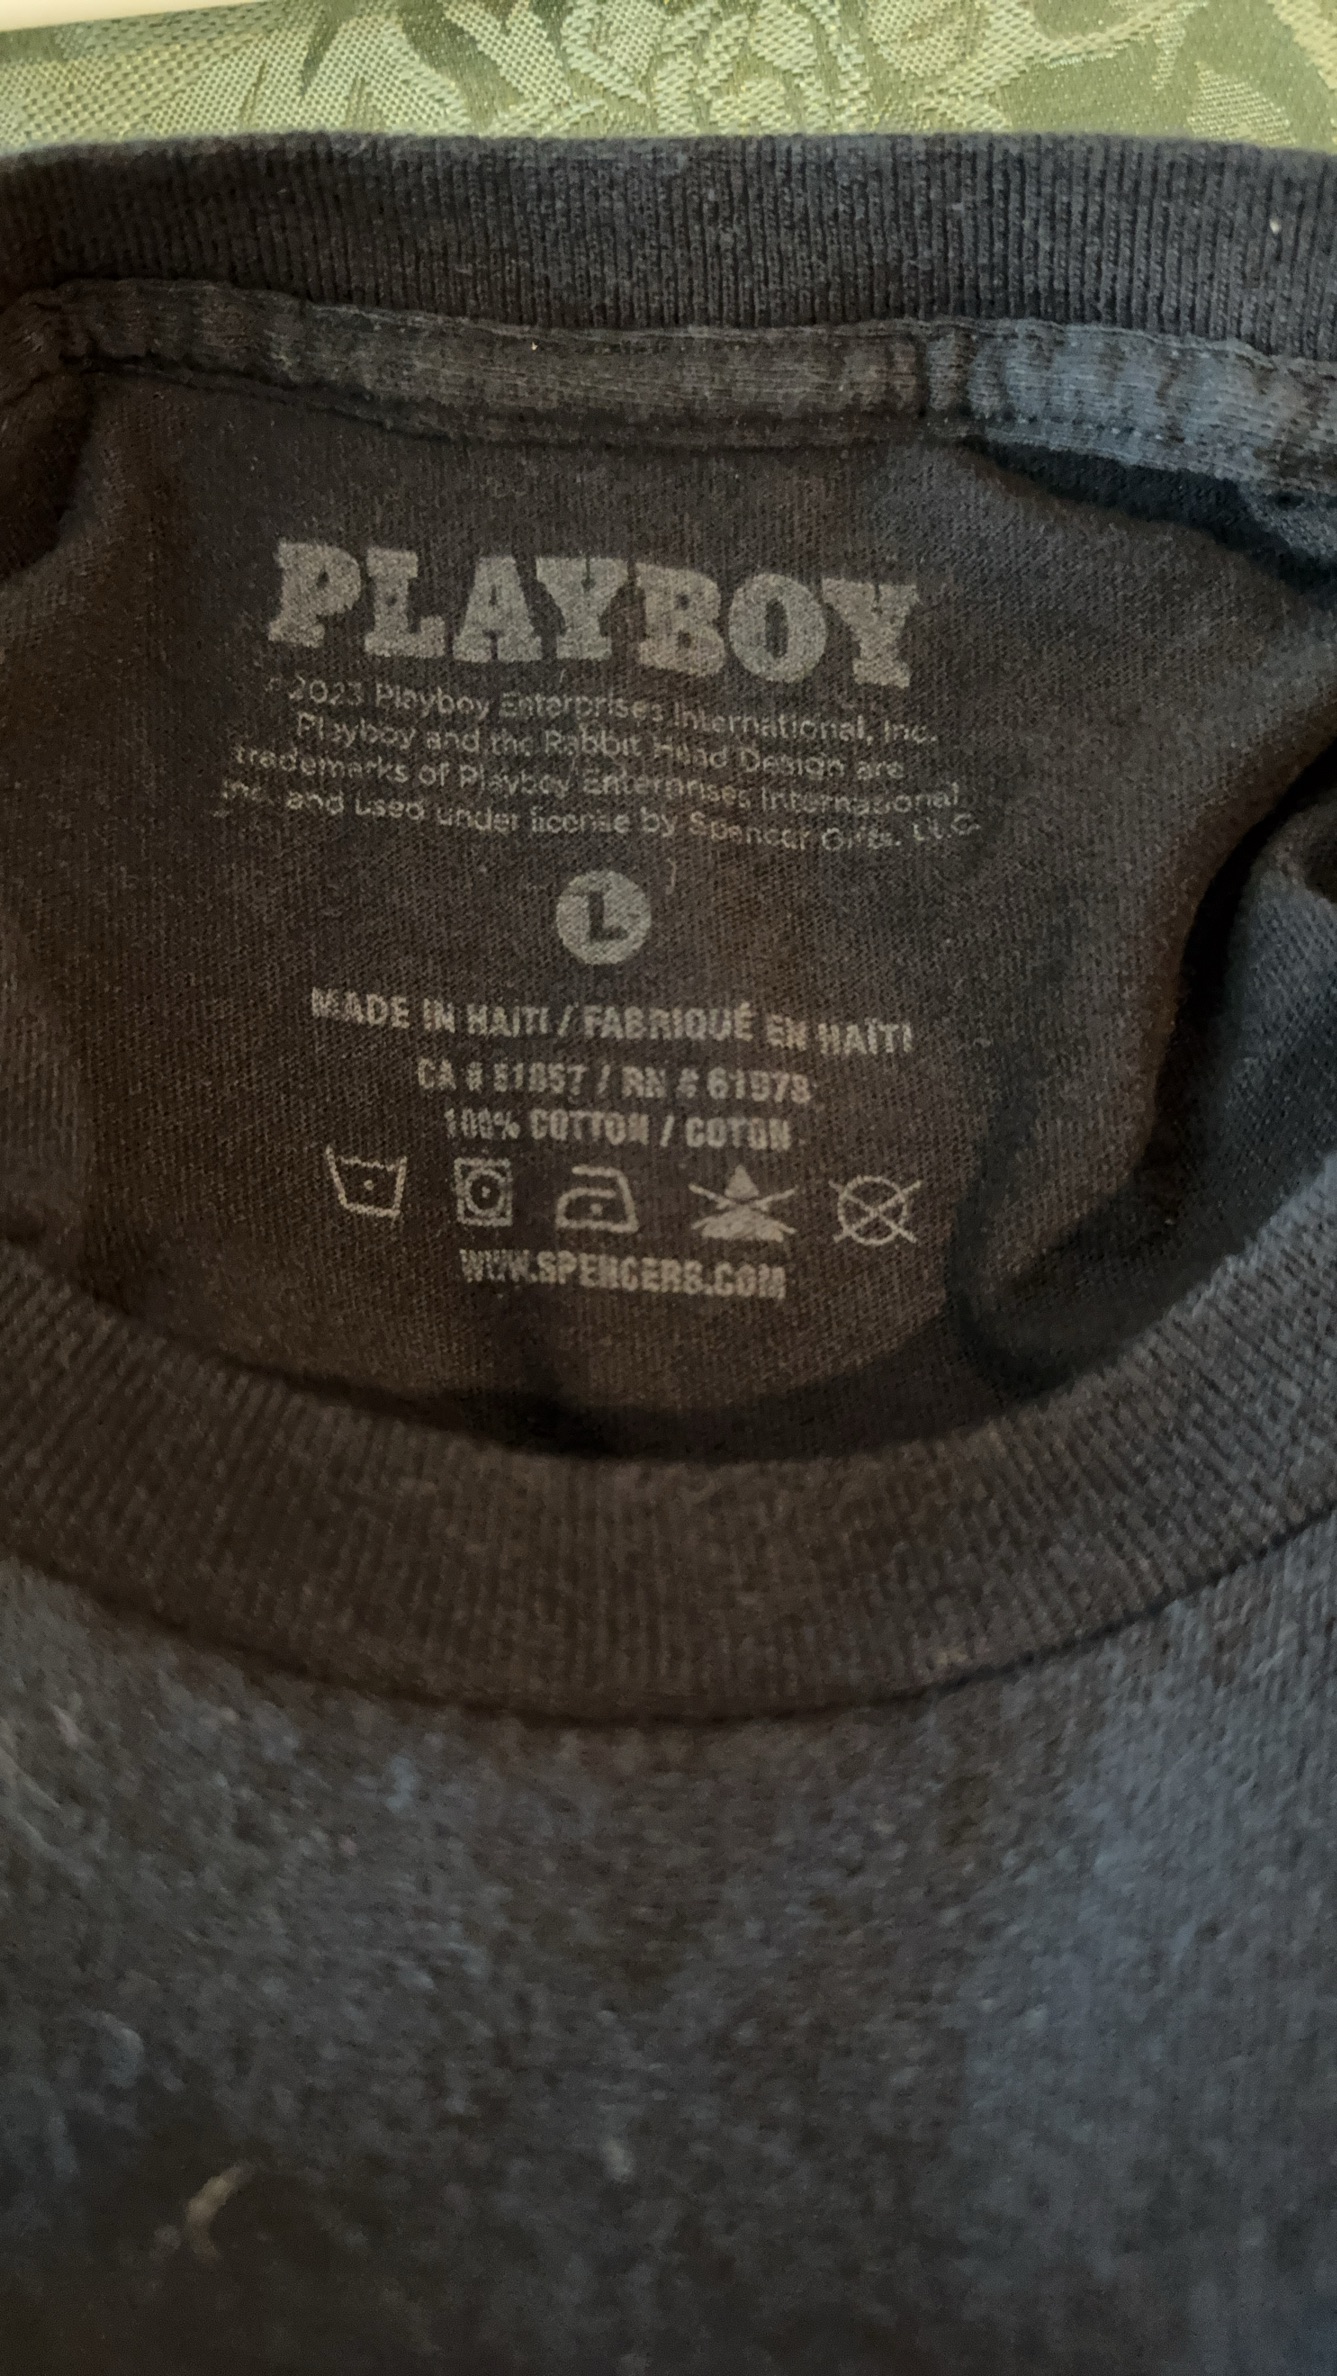 PLAYBOY
©2023 Playboy Enterprises International, Inc.
Playboy and the Rabbit Head Design are
trademarks of Playboy Enterprises International
Inc. and used under license by Spencer Gifts, LLC
L
MADE IN HAITI / FABRIQUÉ EN HAÏTI
CA # / RN #
100% COTTON / COTON
WWW.SPENCERS.COM